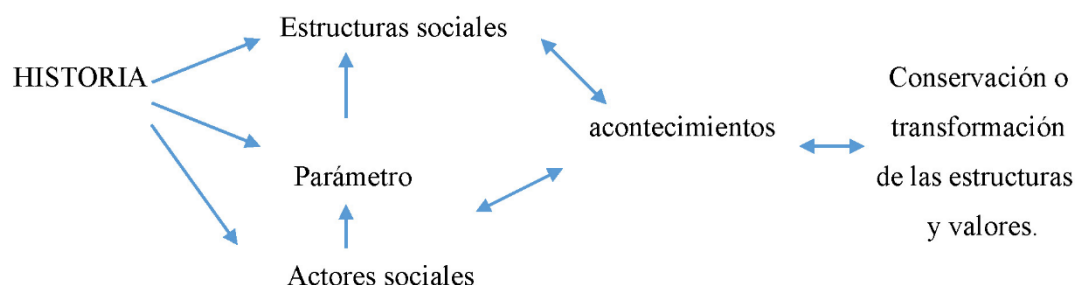 Estructuras sociales
HISTORIA
Parámetro
Actores sociales
acontecimientos
Conservación o
transformación
de las estructuras
y valores.